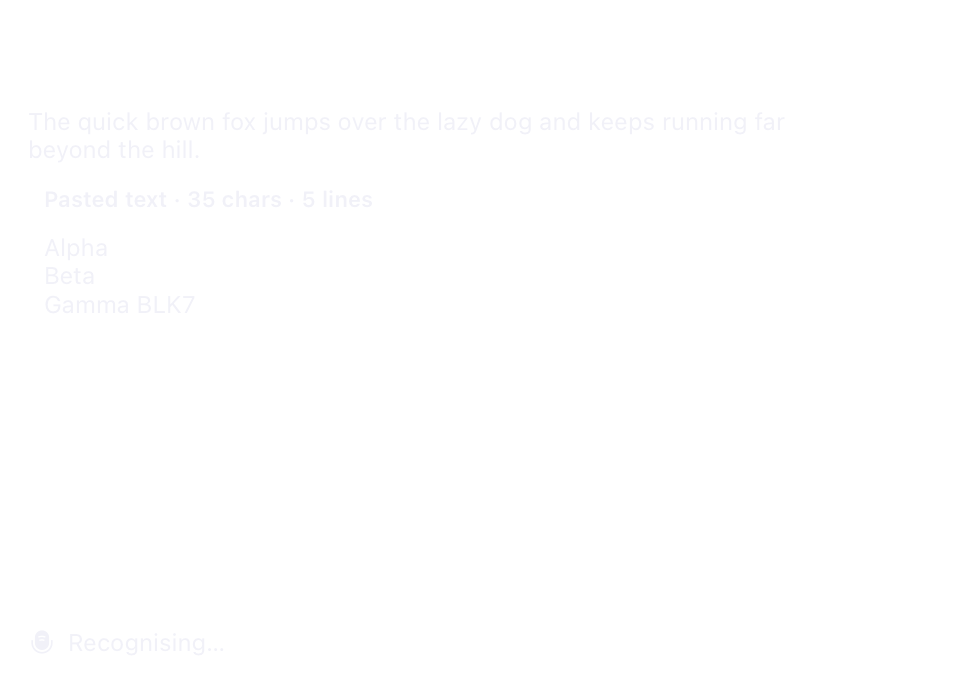 The quick brown fox jumps over the lazy dog and keeps running far
beyond the hill.
Pasted text · 35 chars · 5 lines
Alpha
Beta
Gamma BLK7
Recognising...